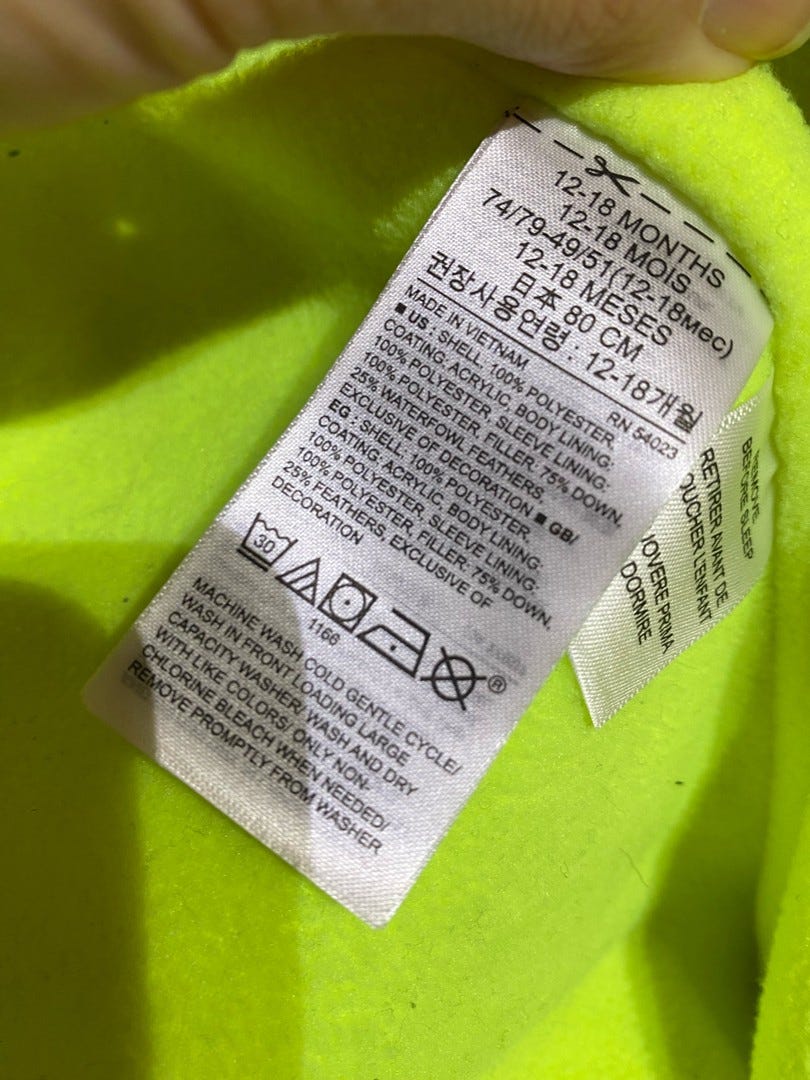 12-18 MONTHS
12-18 MOIS
74/79-49/51(12-18мес)
12-18 MESES
日本 80 CM
권장사용연령 : 12-18개월
MADE IN VIETNAM RN 54023
■ US : SHELL, 100% POLYESTER,
COATING: ACRYLIC, BODY LINING:
100% POLYESTER, SLEEVE LINING:
100% POLYESTER, FILLER: 75% DOWN,
25% WATERFOWL FEATHERS,
EXCLUSIVE OF DECORATION ■ GB/
EG : SHELL: 100% POLYESTER,
COATING: ACRYLIC, BODY LINING:
100% POLYESTER, SLEEVE LINING:
100% POLYESTER, FILLER: 75% DOWN,
25% FEATHERS, EXCLUSIVE OF
DECORATION
30
1166
®
MACHINE WASH COLD GENTLE CYCLE/
WASH IN FRONT LOADING LARGE
CAPACITY WASHER, WASH AND DRY
WITH LIKE COLORS/ ONLY NON-
CHLORINE BLEACH WHEN NEEDED/
REMOVE PROMPTLY FROM WASHER
REMOVE
BEFORE SLEEP
RETIRER AVANT DE
COUCHER L'ENFANT
PRIMA
DORMIRE